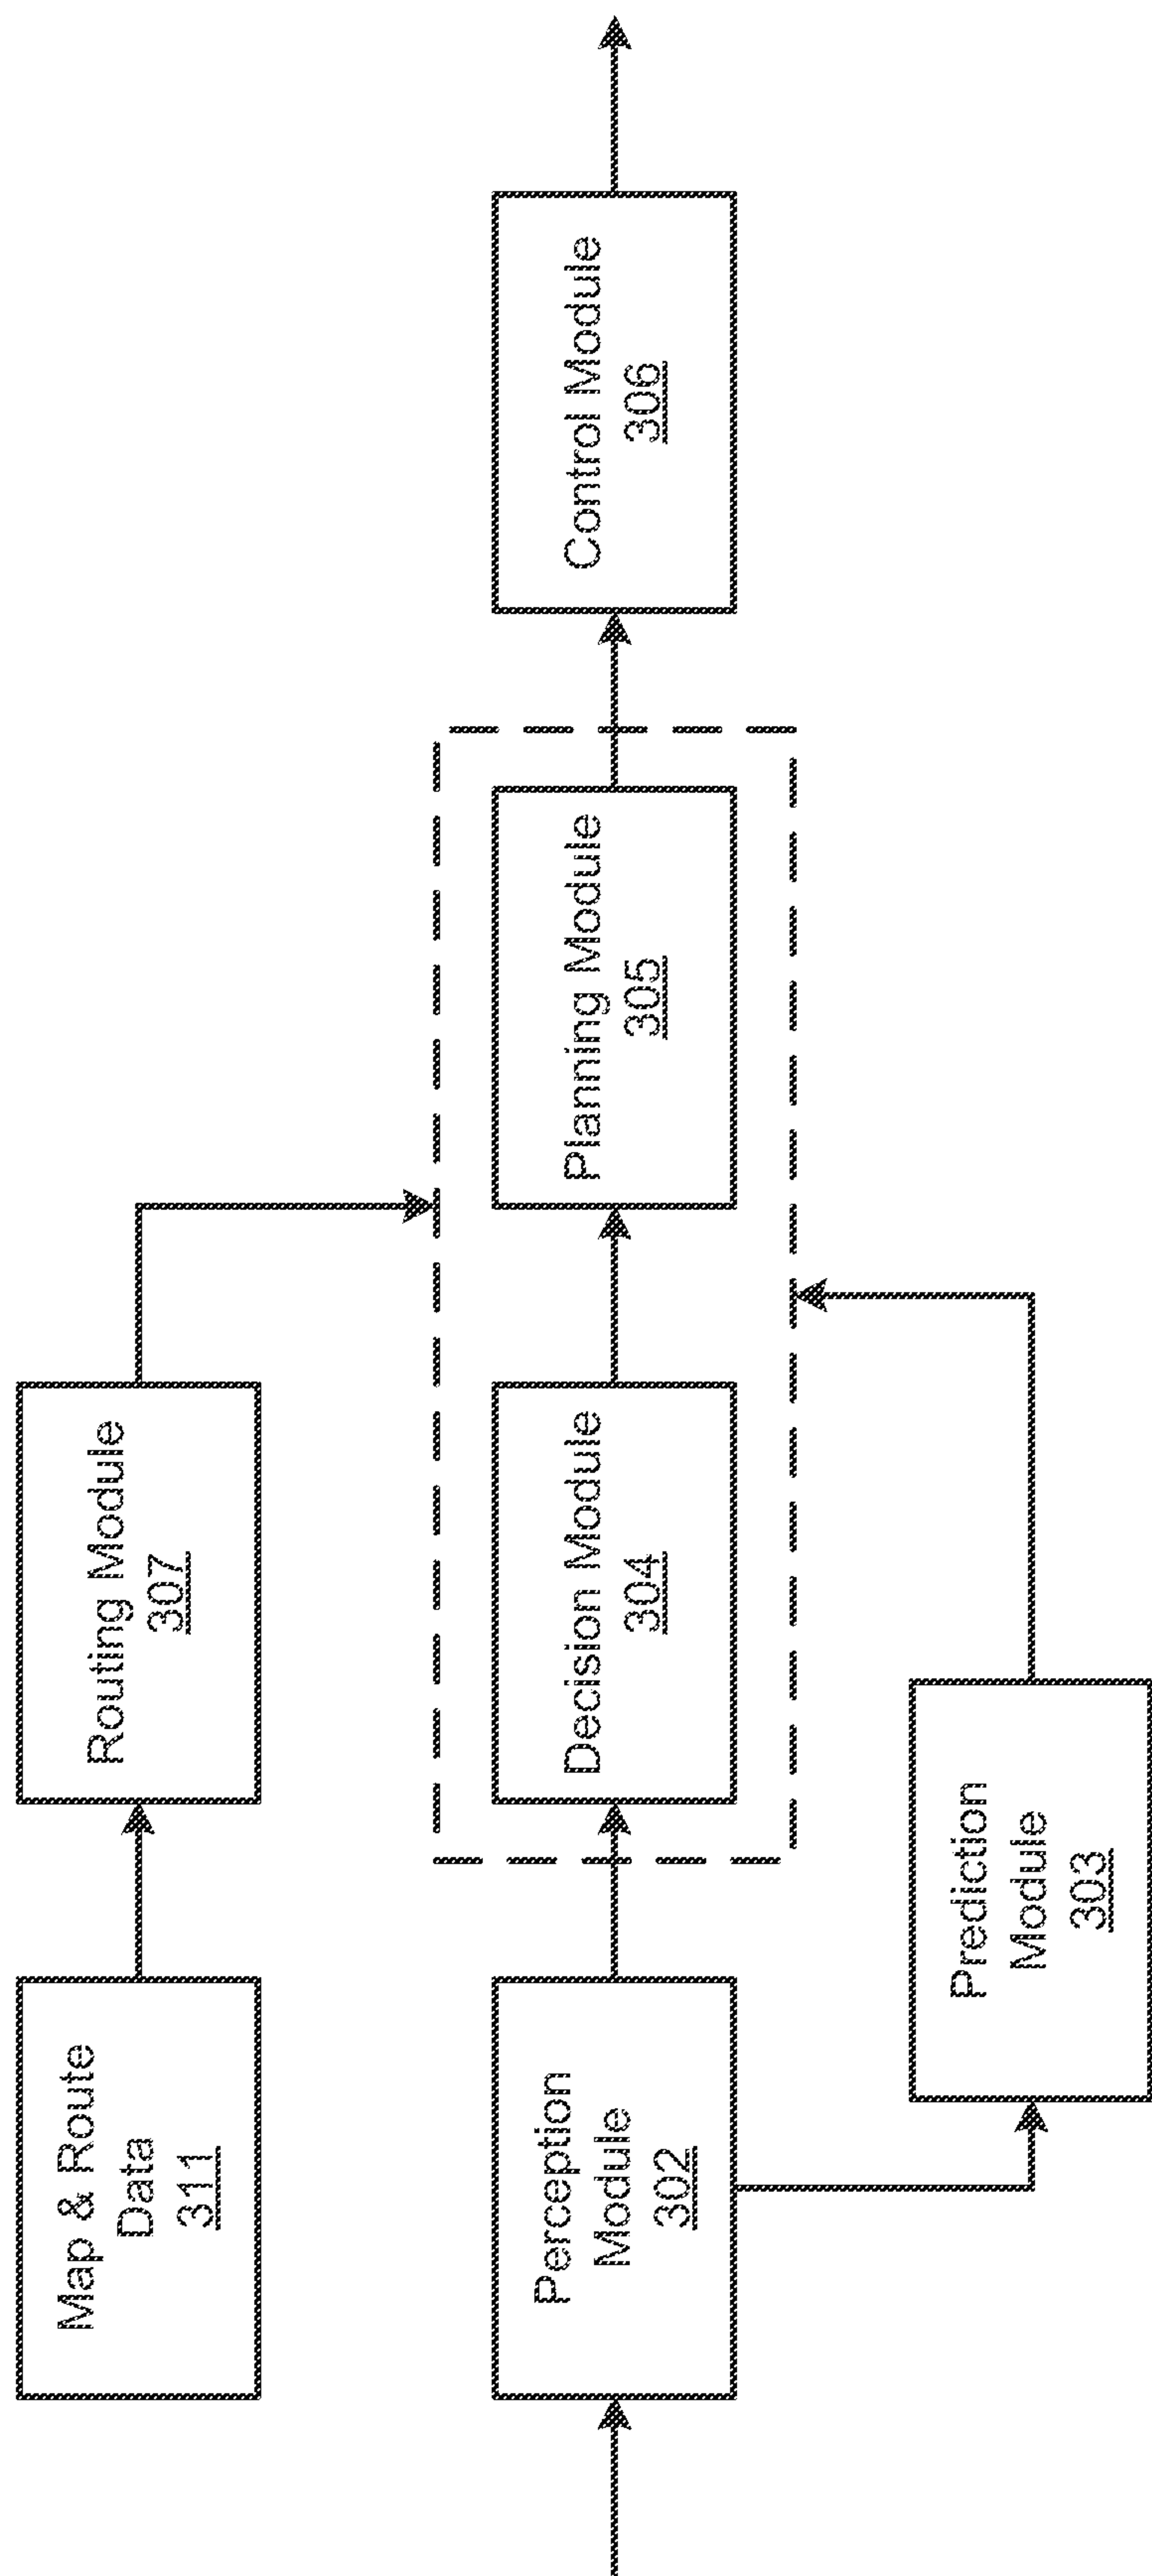 Map & Route
Data
311
Routing Module
307
Perception
Module
302
Decision Module
304
Planning Module
305
Control Module
306
Prediction
Module
303